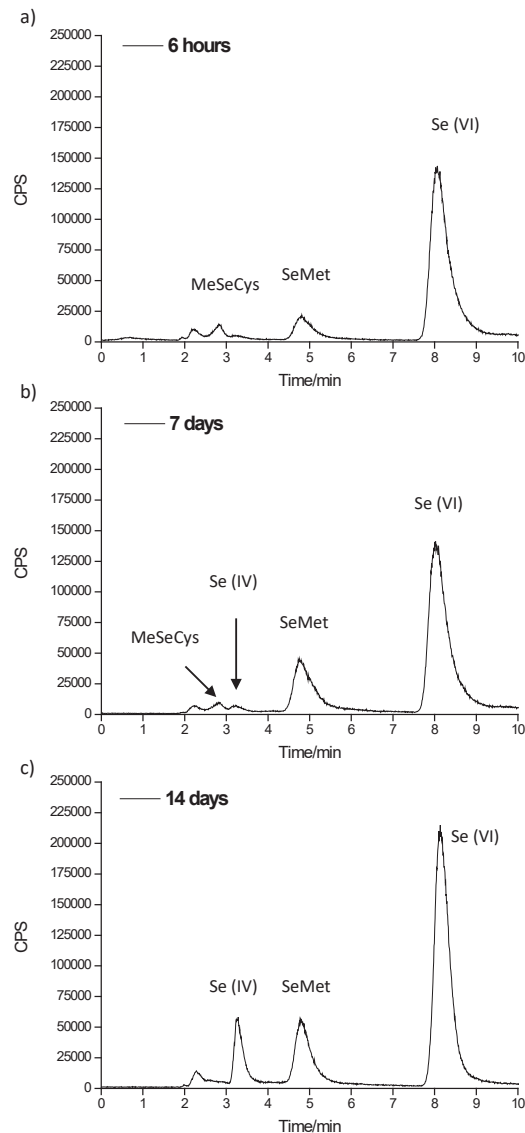 a)
250000
225000
200000
175000
150000
125000
100000
75000
50000
25000
0
CPS
6 hours
Se (VI)
MeSeCys
SeMet
0 1 2 3 4 5 6 7 8 9 10
Time/min
b)
250000
225000
200000
175000
150000
125000
100000
75000
50000
25000
0
CPS
7 days
Se (VI)
Se (IV)
MeSeCys
SeMet
0 1 2 3 4 5 6 7 8 9 10
Time/min
c)
250000
225000
200000
175000
150000
125000
100000
75000
50000
25000
0
CPS
14 days
Se (VI)
Se (IV)
SeMet
0 1 2 3 4 5 6 7 8 9 10
Time/min